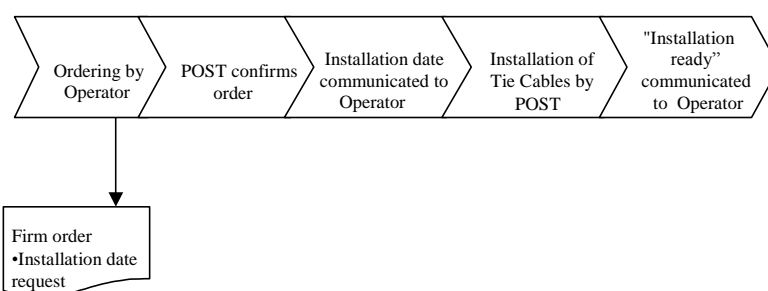 Ordering by
Operator
POST confirms
order
Installation date
communicated to
Operator
Installation of
Tie Cables by
POST
"Installation
ready”
communicated
to Operator
Firm order
•Installation date
request